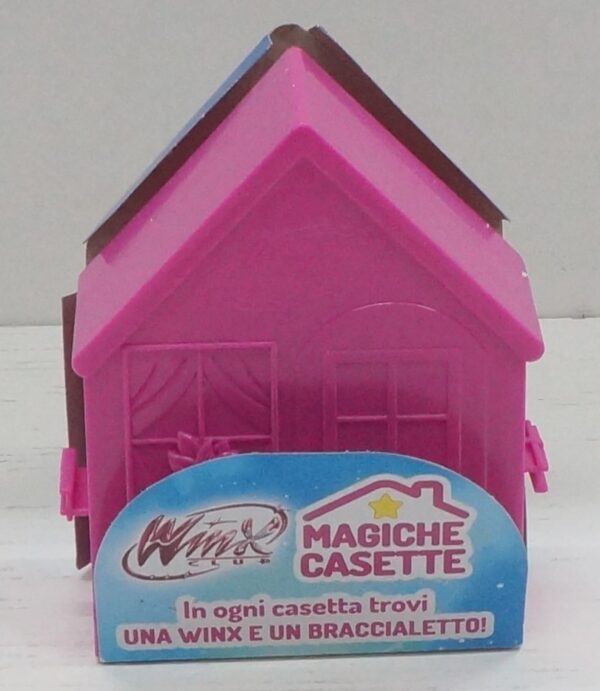 Winx
CLUB
MAGICHE
CASETTE
In ogni casetta trovi
UNA WINX E UN BRACCIALETTO!